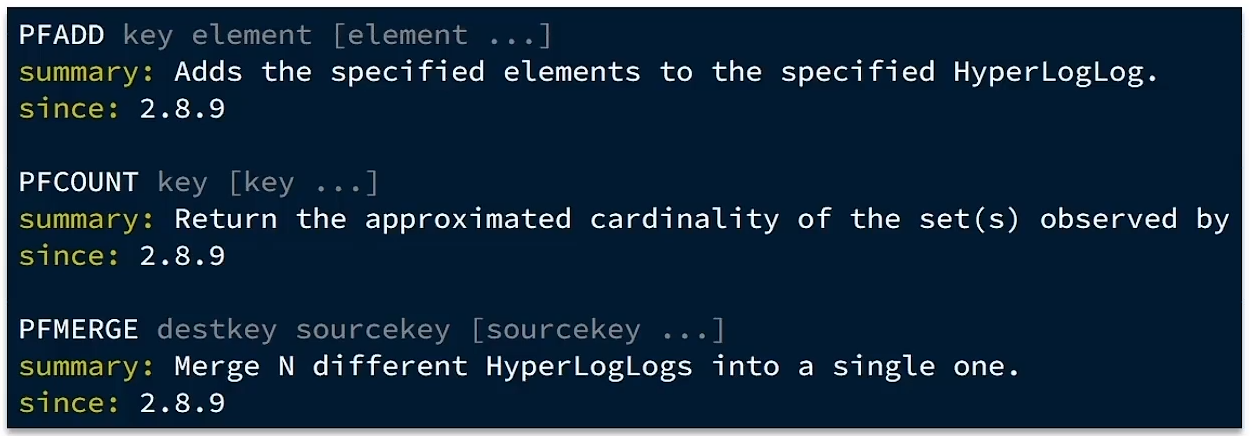 PFADD key element [element ...]
summary: Adds the specified elements to the specified HyperLogLog.
since: 2.8.9
PFCOUNT key [key ...]
summary: Return the approximated cardinality of the set(s) observed by
since: 2.8.9
PFMERGE destkey sourcekey [sourcekey ...]
summary: Merge N different HyperLogLogs into a single one.
since: 2.8.9